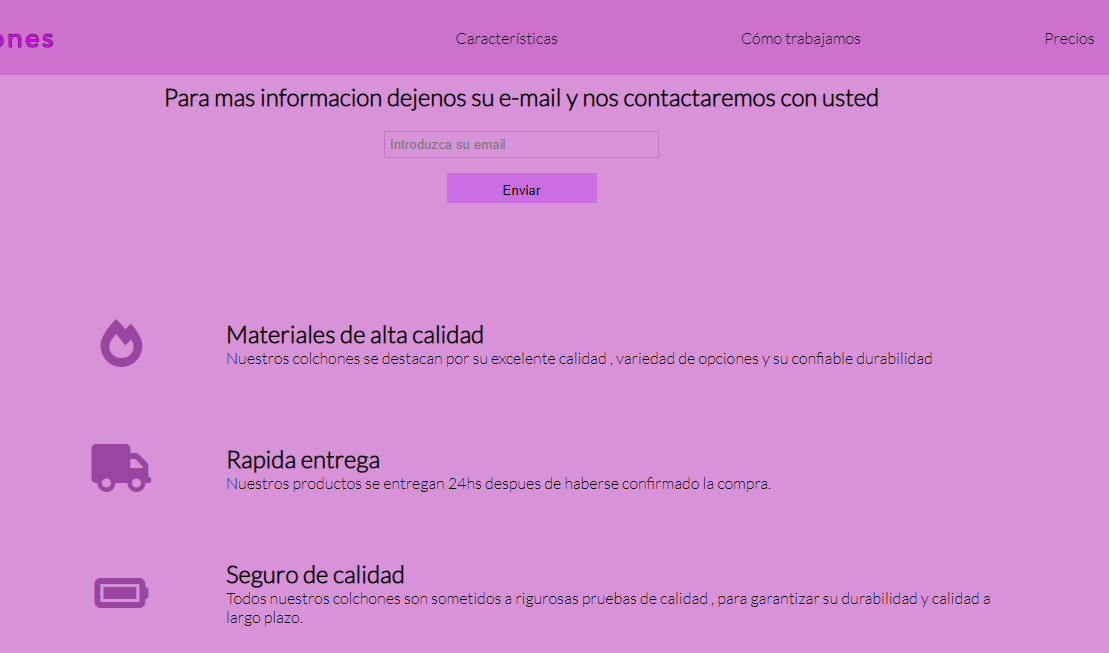 ones
Características
Cómo trabajamos
Precios
Para mas informacion dejenos su e-mail y nos contactaremos con usted
Introduzca su email
Enviar
Materiales de alta calidad
Nuestros colchones se destacan por su excelente calidad , variedad de opciones y su confiable durabilidad
Rapida entrega
Nuestros productos se entregan 24hs despues de haberse confirmado la compra.
Seguro de calidad
Todos nuestros colchones son sometidos a rigurosas pruebas de calidad , para garantizar su durabilidad y calidad a
largo plazo.